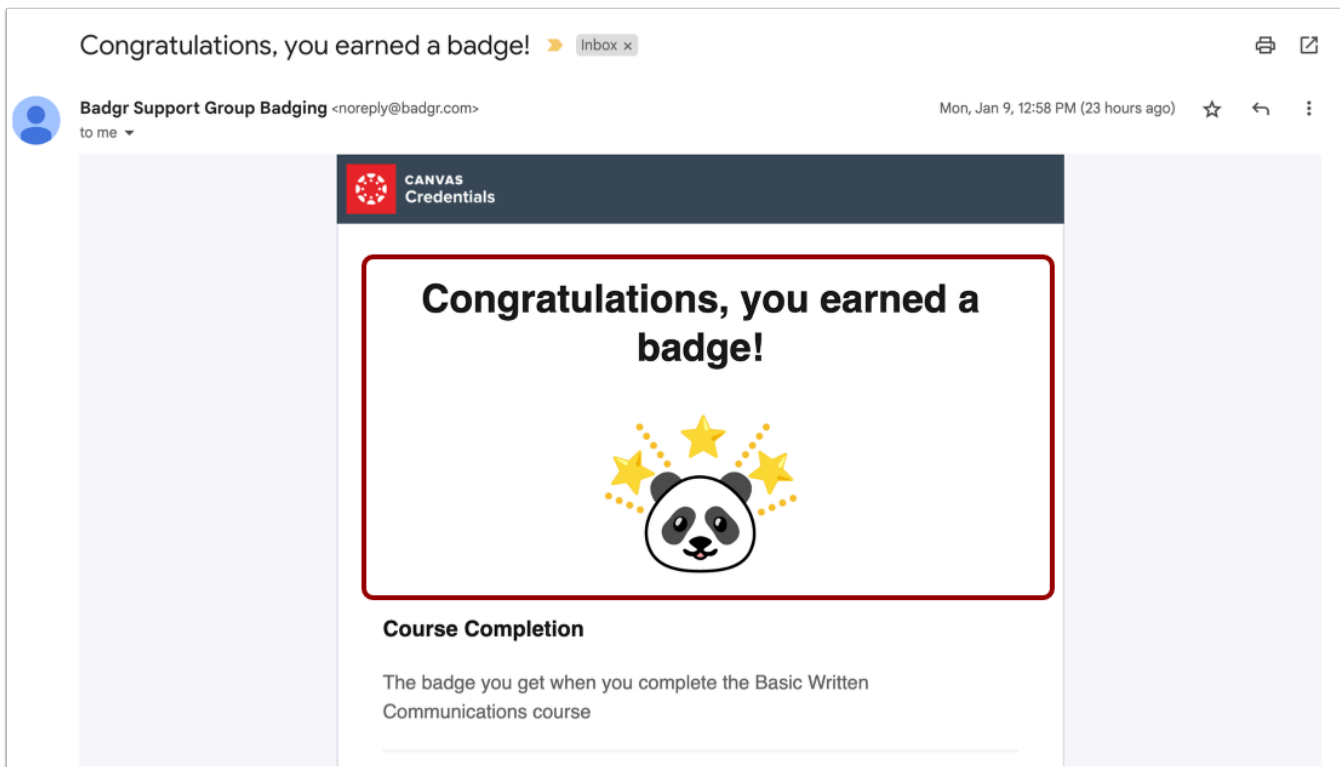 Congratulations, you earned a badge! Inbox ×
Badgr Support Group Badging <noreply@badgr.com> Mon, Jan 9, 12:58 PM (23 hours ago)
to me
CANVAS
Credentials
Congratulations, you earned a
badge!
Course Completion
The badge you get when you complete the Basic Written
Communications course